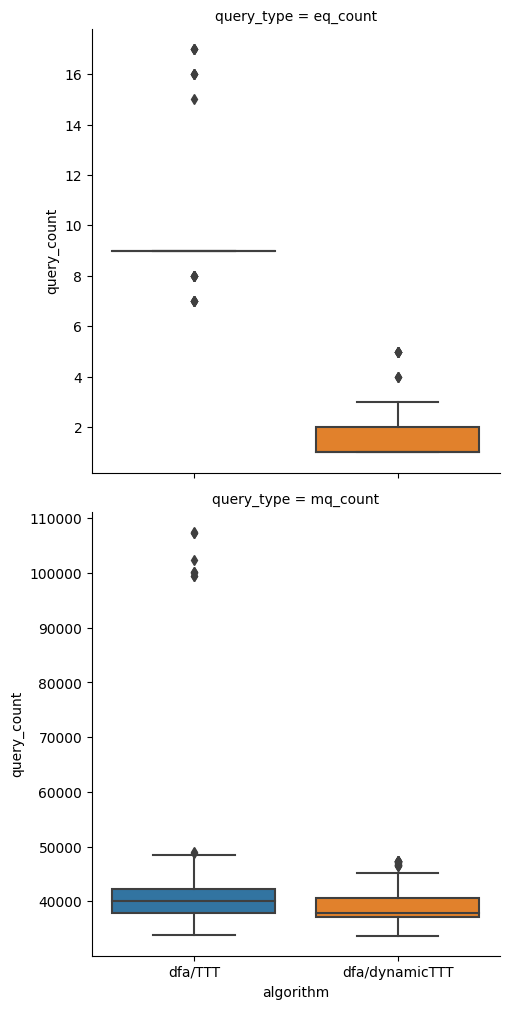 query_type = eq_count
16
14
12
10
8
6
4
2
query_count
query_type = mq_count
110000
100000
90000
80000
70000
60000
50000
40000
query_count
dfa/TTT
dfa/dynamicTTT
algorithm